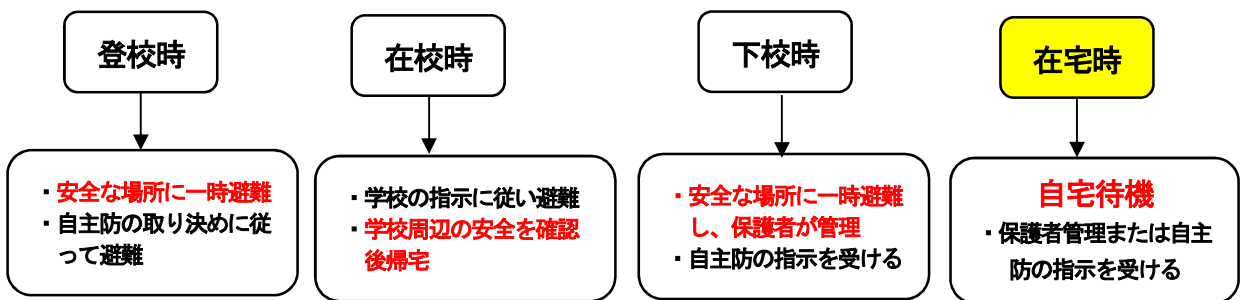 登校時
・安全な場所に一時避難
・自主防の取り決めに従
って避難
在校時
・学校の指示に従い避難
・学校周辺の安全を確認
後帰宅
下校時
・安全な場所に一時避難
し、保護者が管理
・自主防の指示を受ける
在宅時
自宅待機
・保護者管理または自主
防の指示を受ける